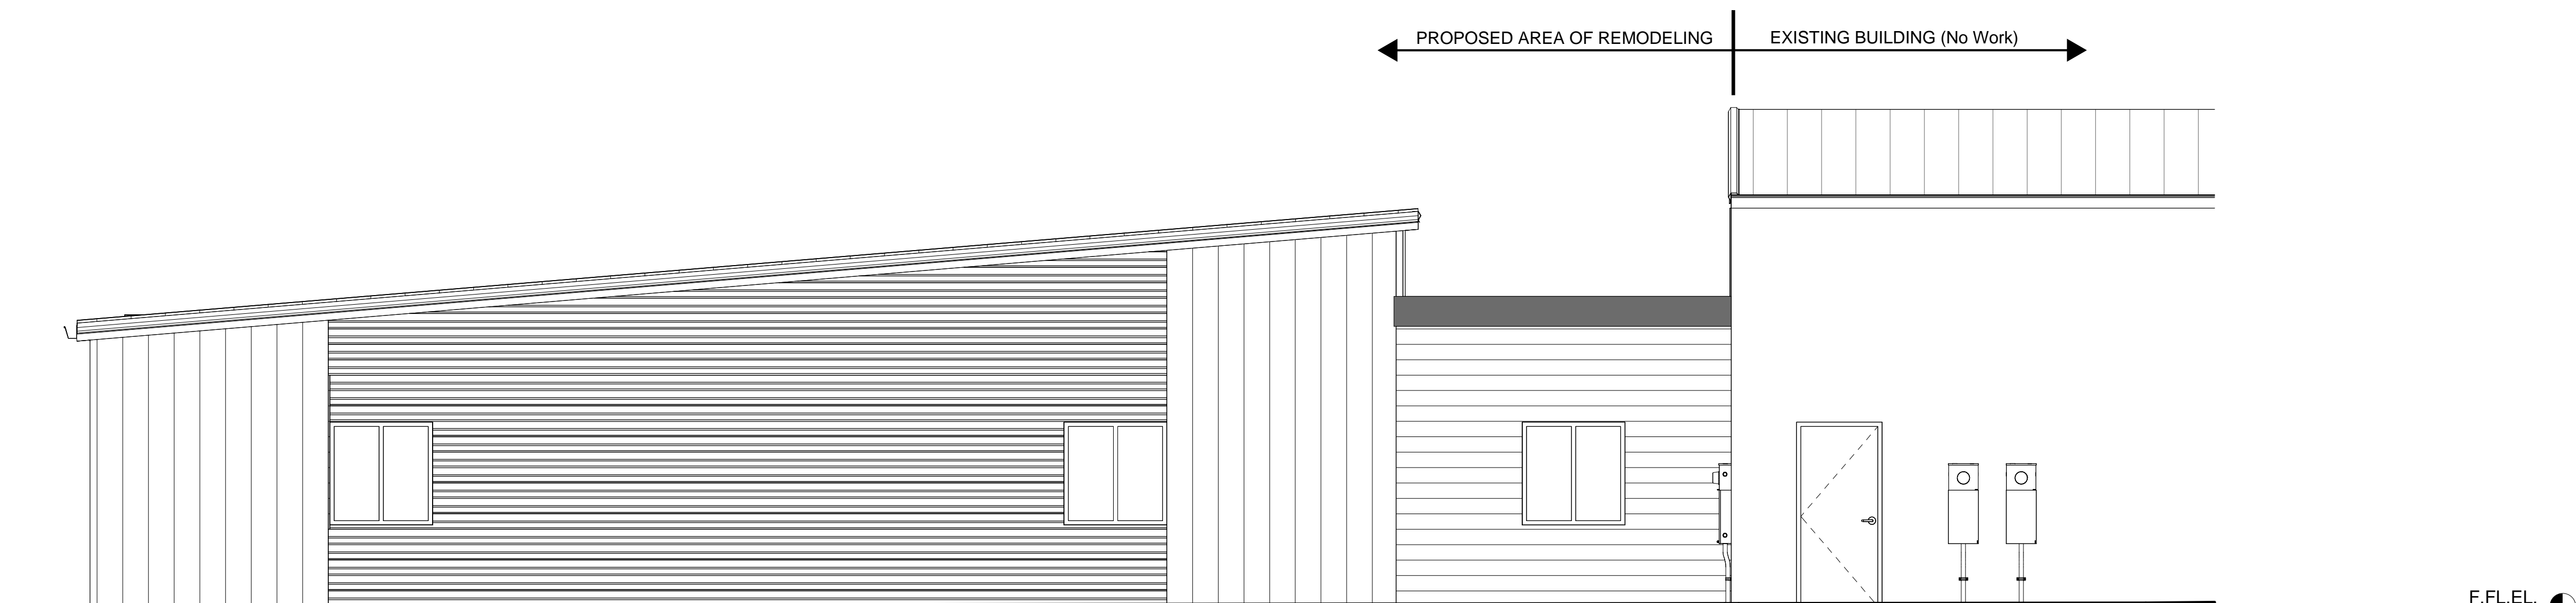 PROPOSED AREA OF REMODELING
EXISTING BUILDING (No Work)
F.FL.EL.